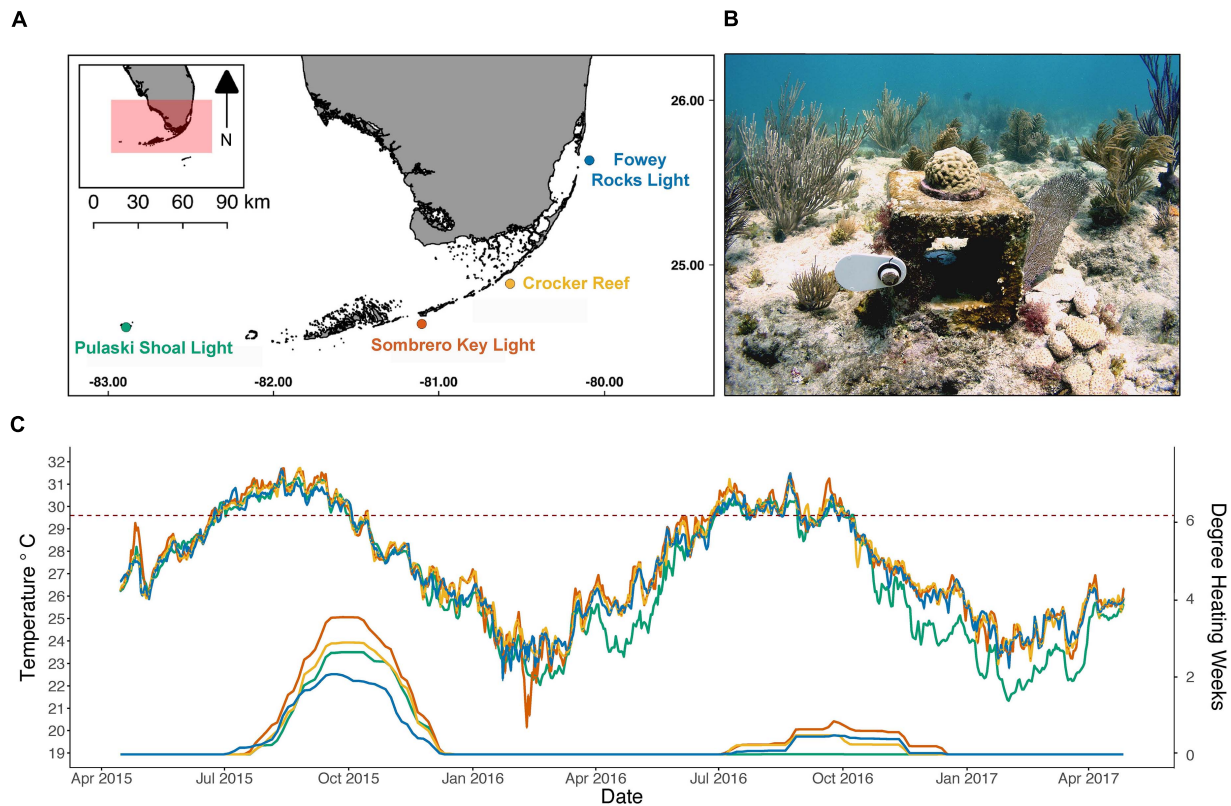 A
B
N
0 30 60 90 km
26.00
25.00
Fowey
Rocks Light
Crocker Reef
Sombrero Key Light
Pulaski Shoal Light
-83.00 -82.00 -81.00 -80.00
C
Temperature ° C
32
31
30
29
28
27
26
25
24
23
22
21
20
19
6
4
2
0
Degree Heating Weeks
Apr 2015 Jul 2015 Oct 2015 Jan 2016 Apr 2016 Jul 2016 Oct 2016 Jan 2017 Apr 2017
Date